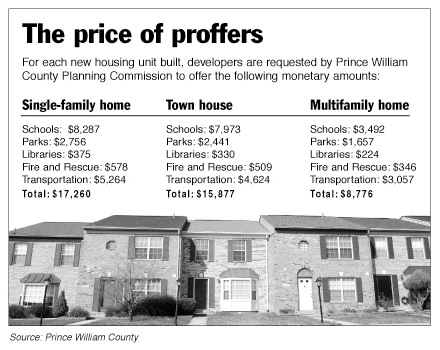 The price of proffers
For each new housing unit built, developers are requested by Prince William
County Planning Commission to offer the following monetary amounts:
Single-family home
Schools: $8,287
Parks: $2,756
Libraries: $375
Fire and Rescue: $578
Transportation: $5,264
Total: $17,260
Town house
Schools: $7,973
Parks: $2,441
Libraries: $330
Fire and Rescue: $509
Transportation: $4,624
Total: $15,877
Multifamily home
Schools: $3,492
Parks: $1,657
Libraries: $224
Fire and Rescue: $346
Transportation: $3,057
Total: $8,776
Source: Prince William County